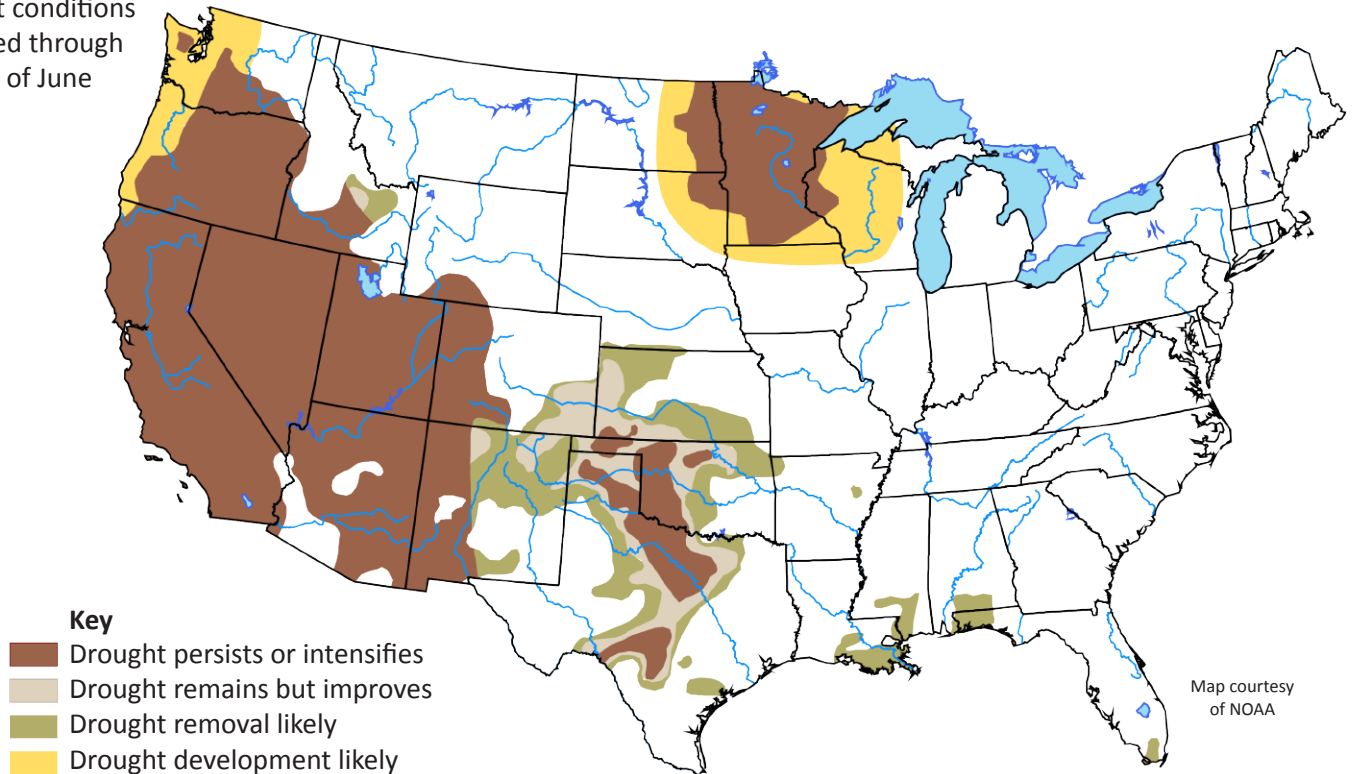 t conditions
ed through
of June
Key
Drought persists or intensifies
Drought remains but improves
Drought removal likely
Drought development likely
Map courtesy
of NOAA